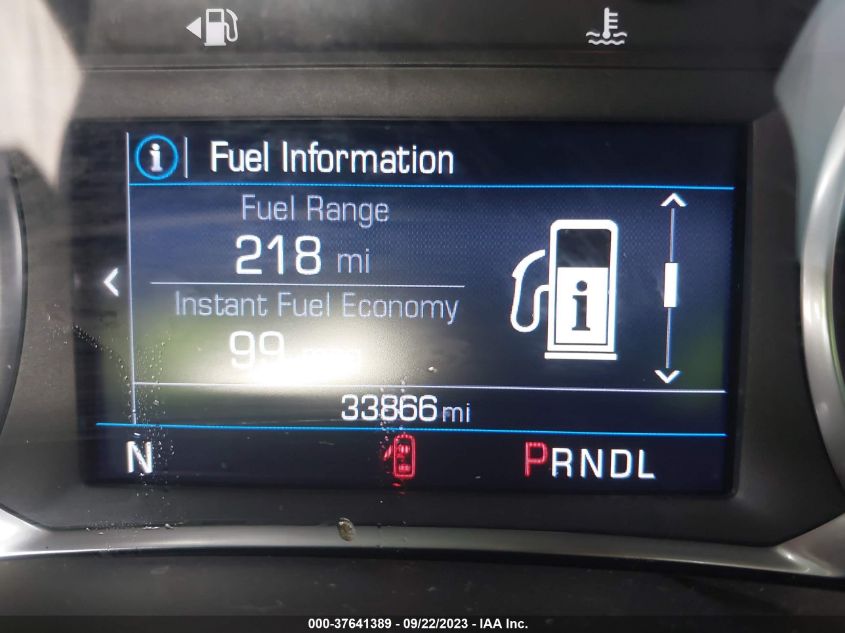 i | Fuel Information
Fuel Range
218 mi
Instant Fuel Economy
99
i
33866 mi
N
PRNDL
000-37641389 - 09/22/2023 - IAA Inc.